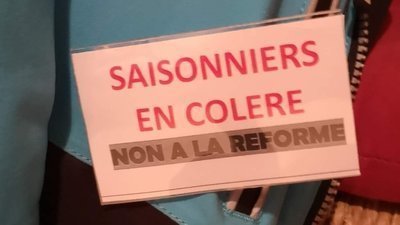 SAISONNIERS
EN COLERE
NON A LA REFORME